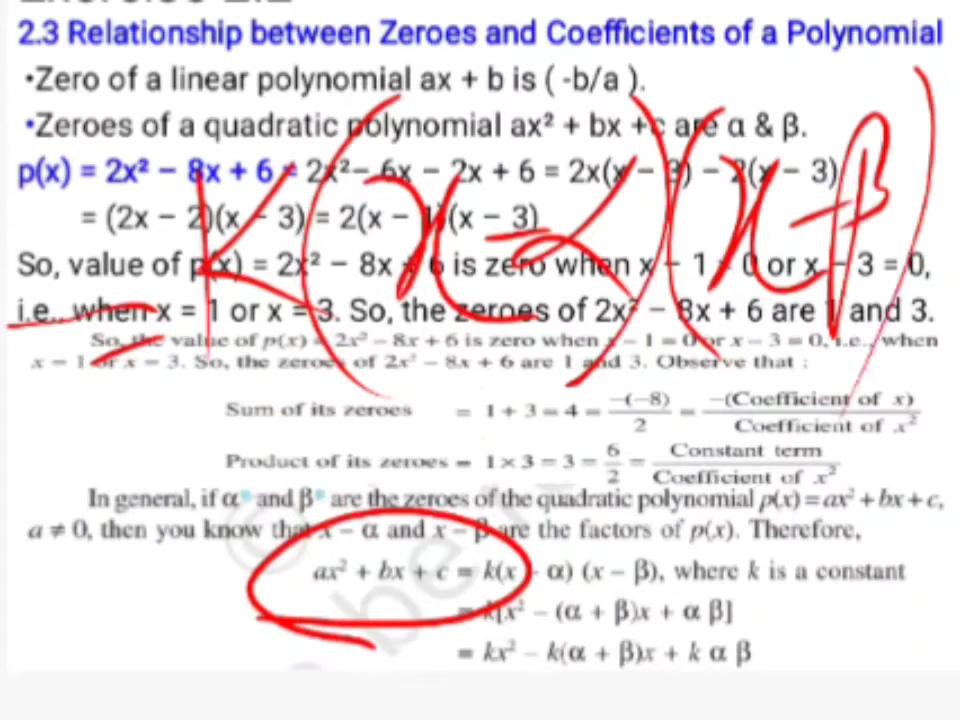 2.3 Relationship between Zeroes and Coefficients of a Polynomial
•Zero of a linear polynomial ax + b is ( -b/a ).
•Zeroes of a quadratic polynomial ax² + bx +c are α & β.
p(x) = 2x² – 8x + 6 = 2x² – 6x – 2x + 6 = 2x(x – 3) – 2(x – 3)
= (2x – 2)(x – 3) = 2(x – 1)(x – 3)
So, value of p(x) = 2x² – 8x + 6 is zero when x – 1 = 0 or x – 3 = 0,
i.e., when x = 1 or x = 3. So, the zeroes of 2x² – 8x + 6 are 1 and 3.
So, the value of p(x) = 2x² – 8x + 6 is zero when x – 1 = 0 or x – 3 = 0, i.e., when
x = 1 or x = 3. So, the zeroes of 2x² – 8x + 6 are 1 and 3. Observe that :
Sum of its zeroes = 1 + 3 = 4 = –(–8)/2 = –(Coefficient of x)/Coefficient of x²
Product of its zeroes = 1 × 3 = 3 = 6/2 = Constant term/Coefficient of x²
In general, if α* and β* are the zeroes of the quadratic polynomial p(x) = ax² + bx + c,
a ≠ 0, then you know that x – α and x – β are the factors of p(x). Therefore,
ax² + bx + c = k(x – α) (x – β), where k is a constant
= k[x² – (α + β)x + α β]
= kx² – k(α + β)x + k α β
K(x-α)(x-β)